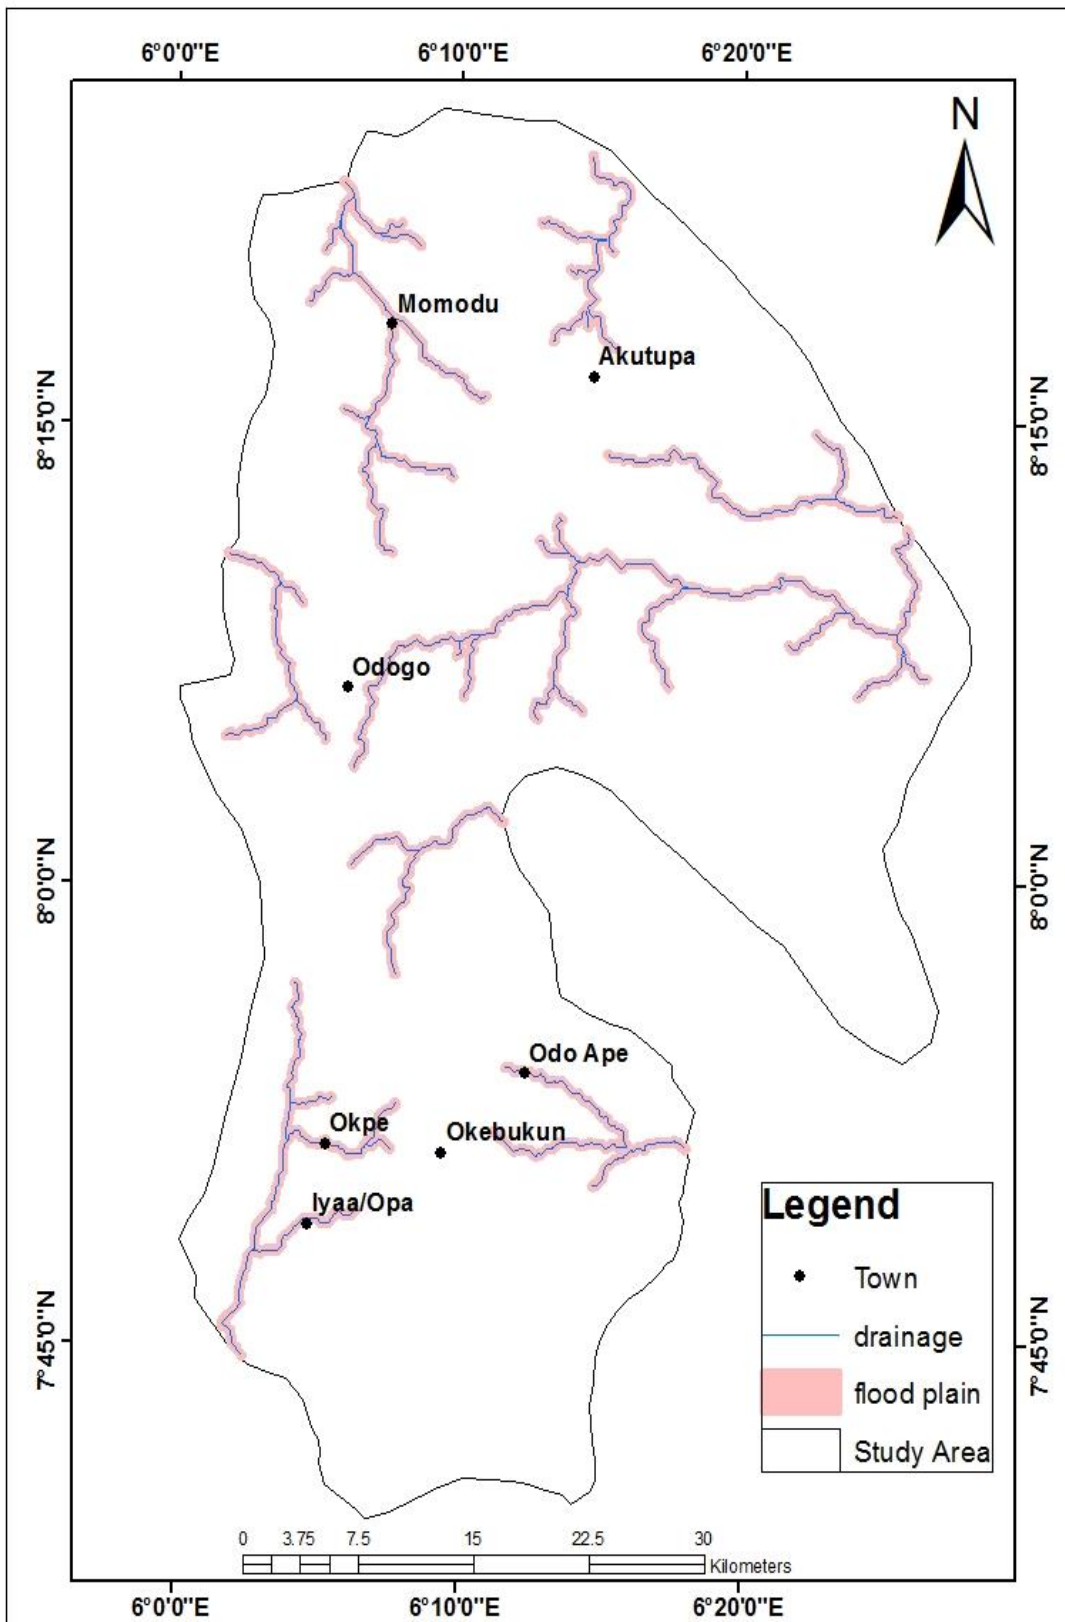 6°0'0"E 6°10'0"E 6°20'0"E
N
Momodu
Akutupa
8°15'0"N
8°15'0"N
Odogo
8°0'0"N
8°0'0"N
Odo Ape
Okpe
Okebukun
Iyaa/Opa
7°45'0"N
7°45'0"N
Legend
Town
drainage
flood plain
Study Area
0 3.75 7.5 15 22.5 30
Kilometers
6°0'0"E 6°10'0"E 6°20'0"E